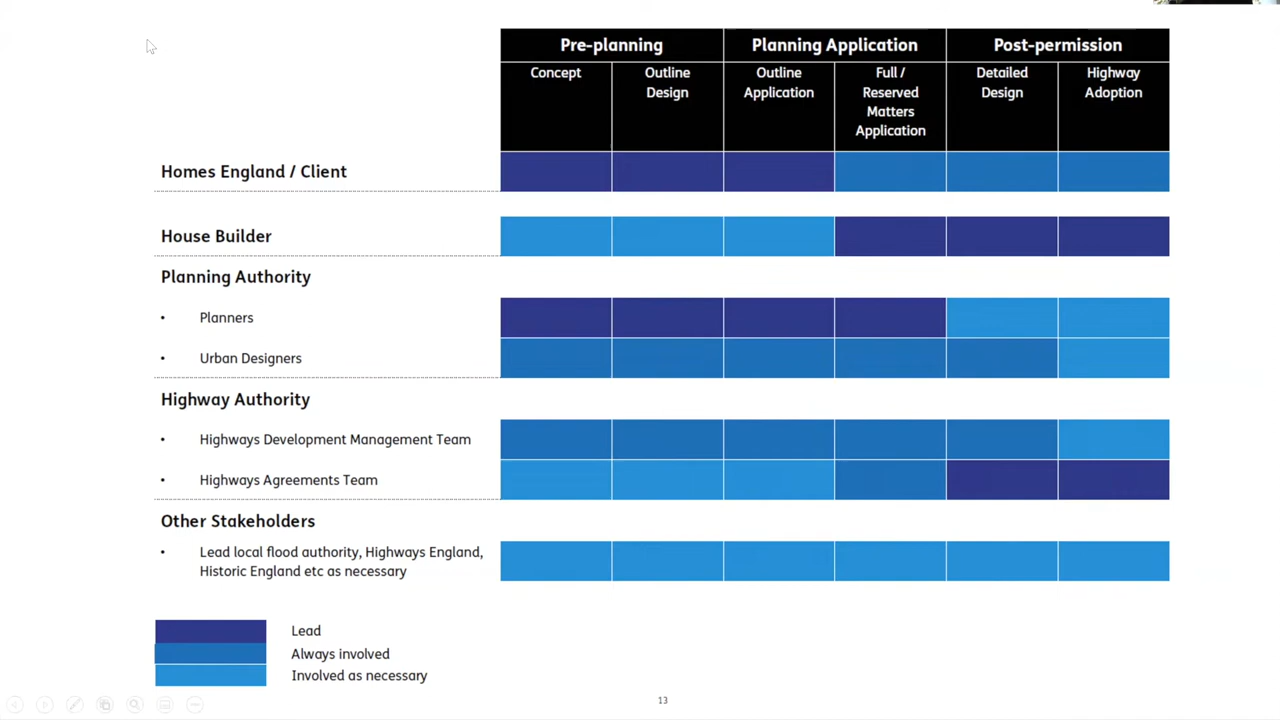 Pre-planning Planning Application Post-permission
Concept Outline Design Outline Application Full / Reserved Matters Application Detailed Design Highway Adoption
Homes England / Client
House Builder
Planning Authority
• Planners
• Urban Designers
Highway Authority
• Highways Development Management Team
• Highways Agreements Team
Other Stakeholders
• Lead local flood authority, Highways England,
Historic England etc as necessary
Lead
Always involved
Involved as necessary
13